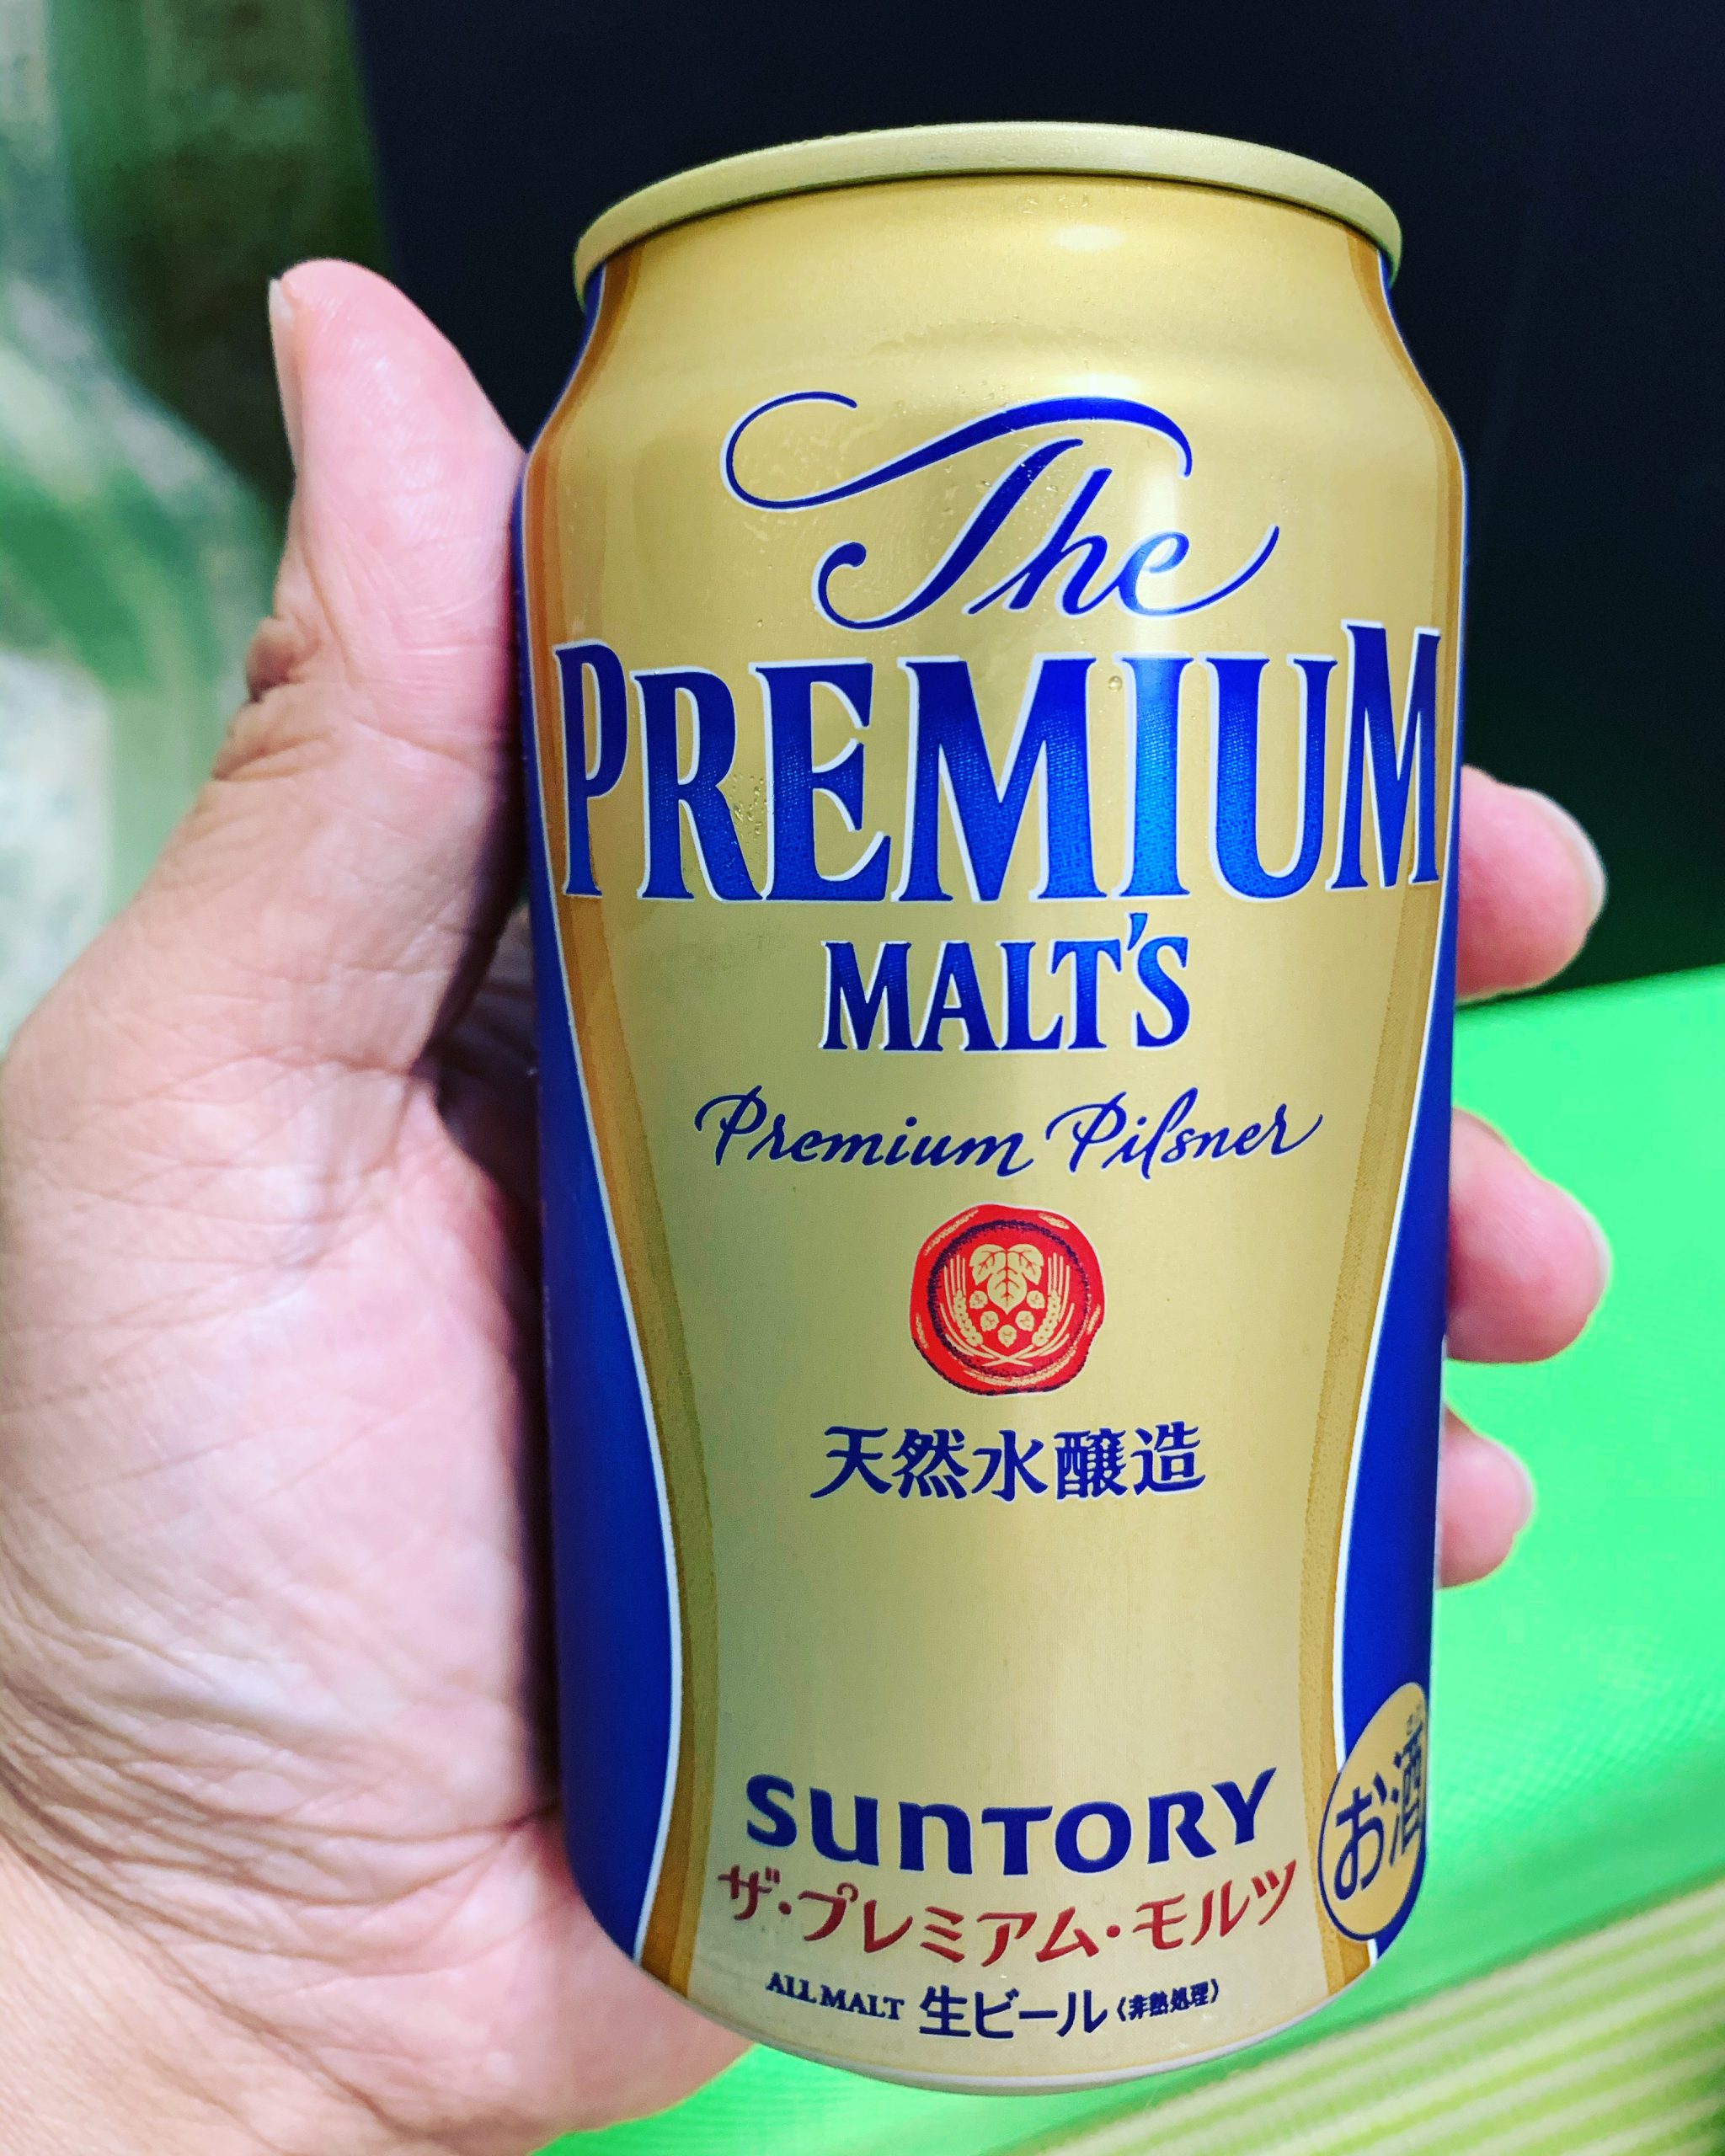 The
PREMIUM
MALT'S
Premium Pilsner
天然水醸造
SUNTORY
ザ・プレミアム・モルツ
ALL MALT 生ビール〈非熱処理〉
お酒